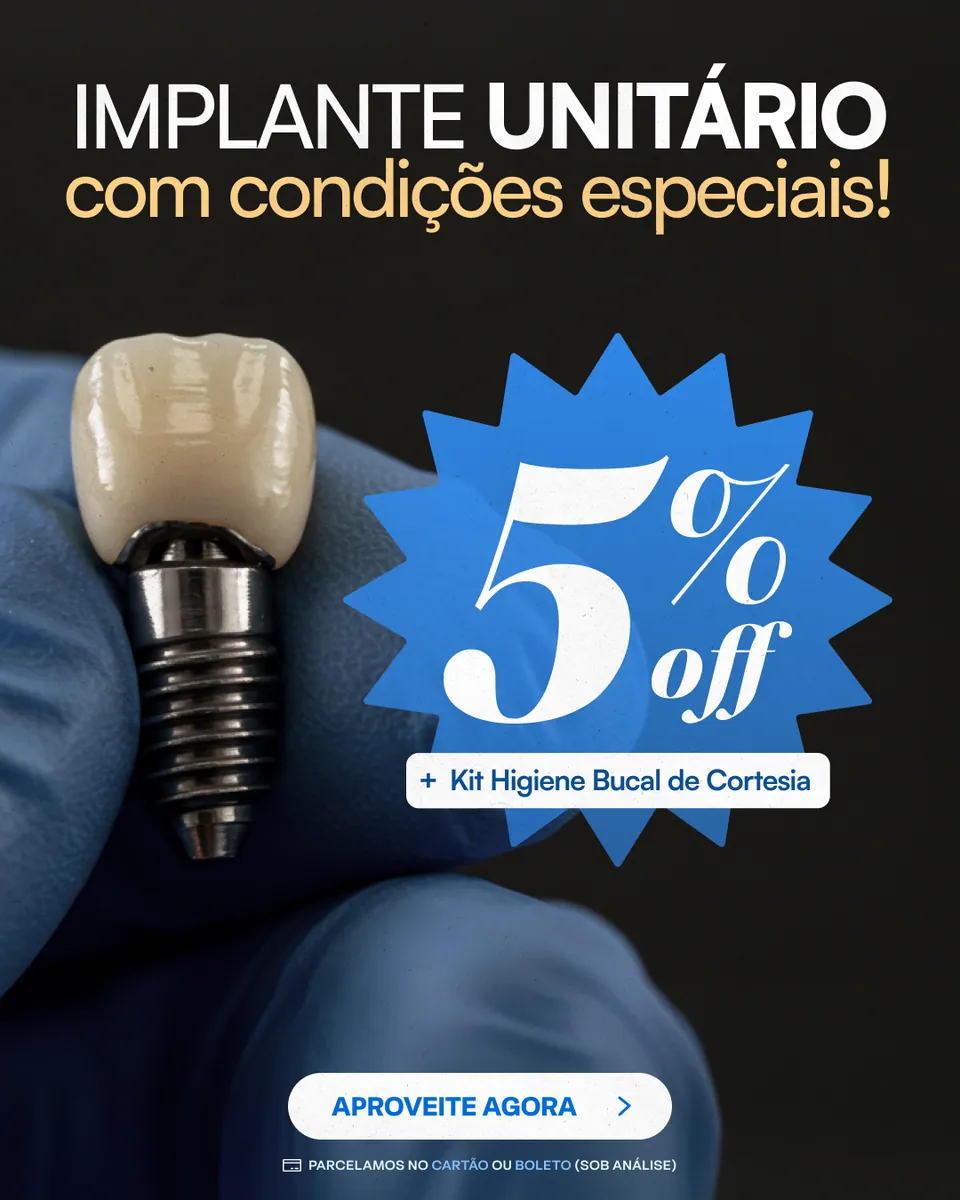 IMPLANTE UNITÁRIO
com condições especiais!
5%
off
+ Kit Higiene Bucal de Cortesia
APROVEITE AGORA
PARCELAMOS NO CARTÃO OU BOLETO (SOB ANÁLISE)